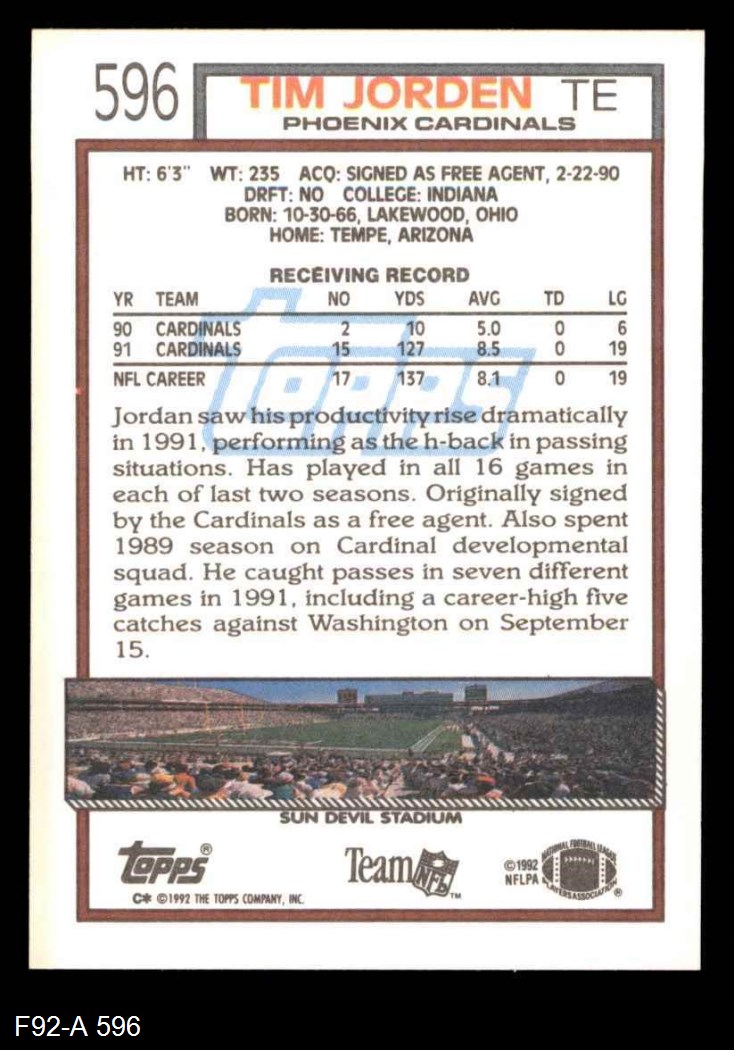 596
TIM JORDEN TE
PHOENIX CARDINALS
HT: 6'3" WT: 235 ACQ: SIGNED AS FREE AGENT, 2-22-90
DRFT: NO COLLEGE: INDIANA
BORN: 10-30-66, LAKEWOOD, OHIO
HOME: TEMPE, ARIZONA
RECEIVING RECORD
YR TEAM NO YDS AVG TD LG
90 CARDINALS 2 10 5.0 0 6
91 CARDINALS 15 127 8.5 0 19
NFL CAREER 17 137 8.1 0 19
topps
Jordan saw his productivity rise dramatically
in 1991, performing as the h-back in passing
situations. Has played in all 16 games in
each of last two seasons. Originally signed
by the Cardinals as a free agent. Also spent
1989 season on Cardinal developmental
squad. He caught passes in seven different
games in 1991, including a career-high five
catches against Washington on September
15.
SUN DEVIL STADIUM
topps®
Team NFL™
©1992
NFLPA
NATIONAL FOOTBALL LEAGUE
PLAYERS ASSOCIATION ®
C* ©1992 THE TOPPS COMPANY, INC.
F92-A 596